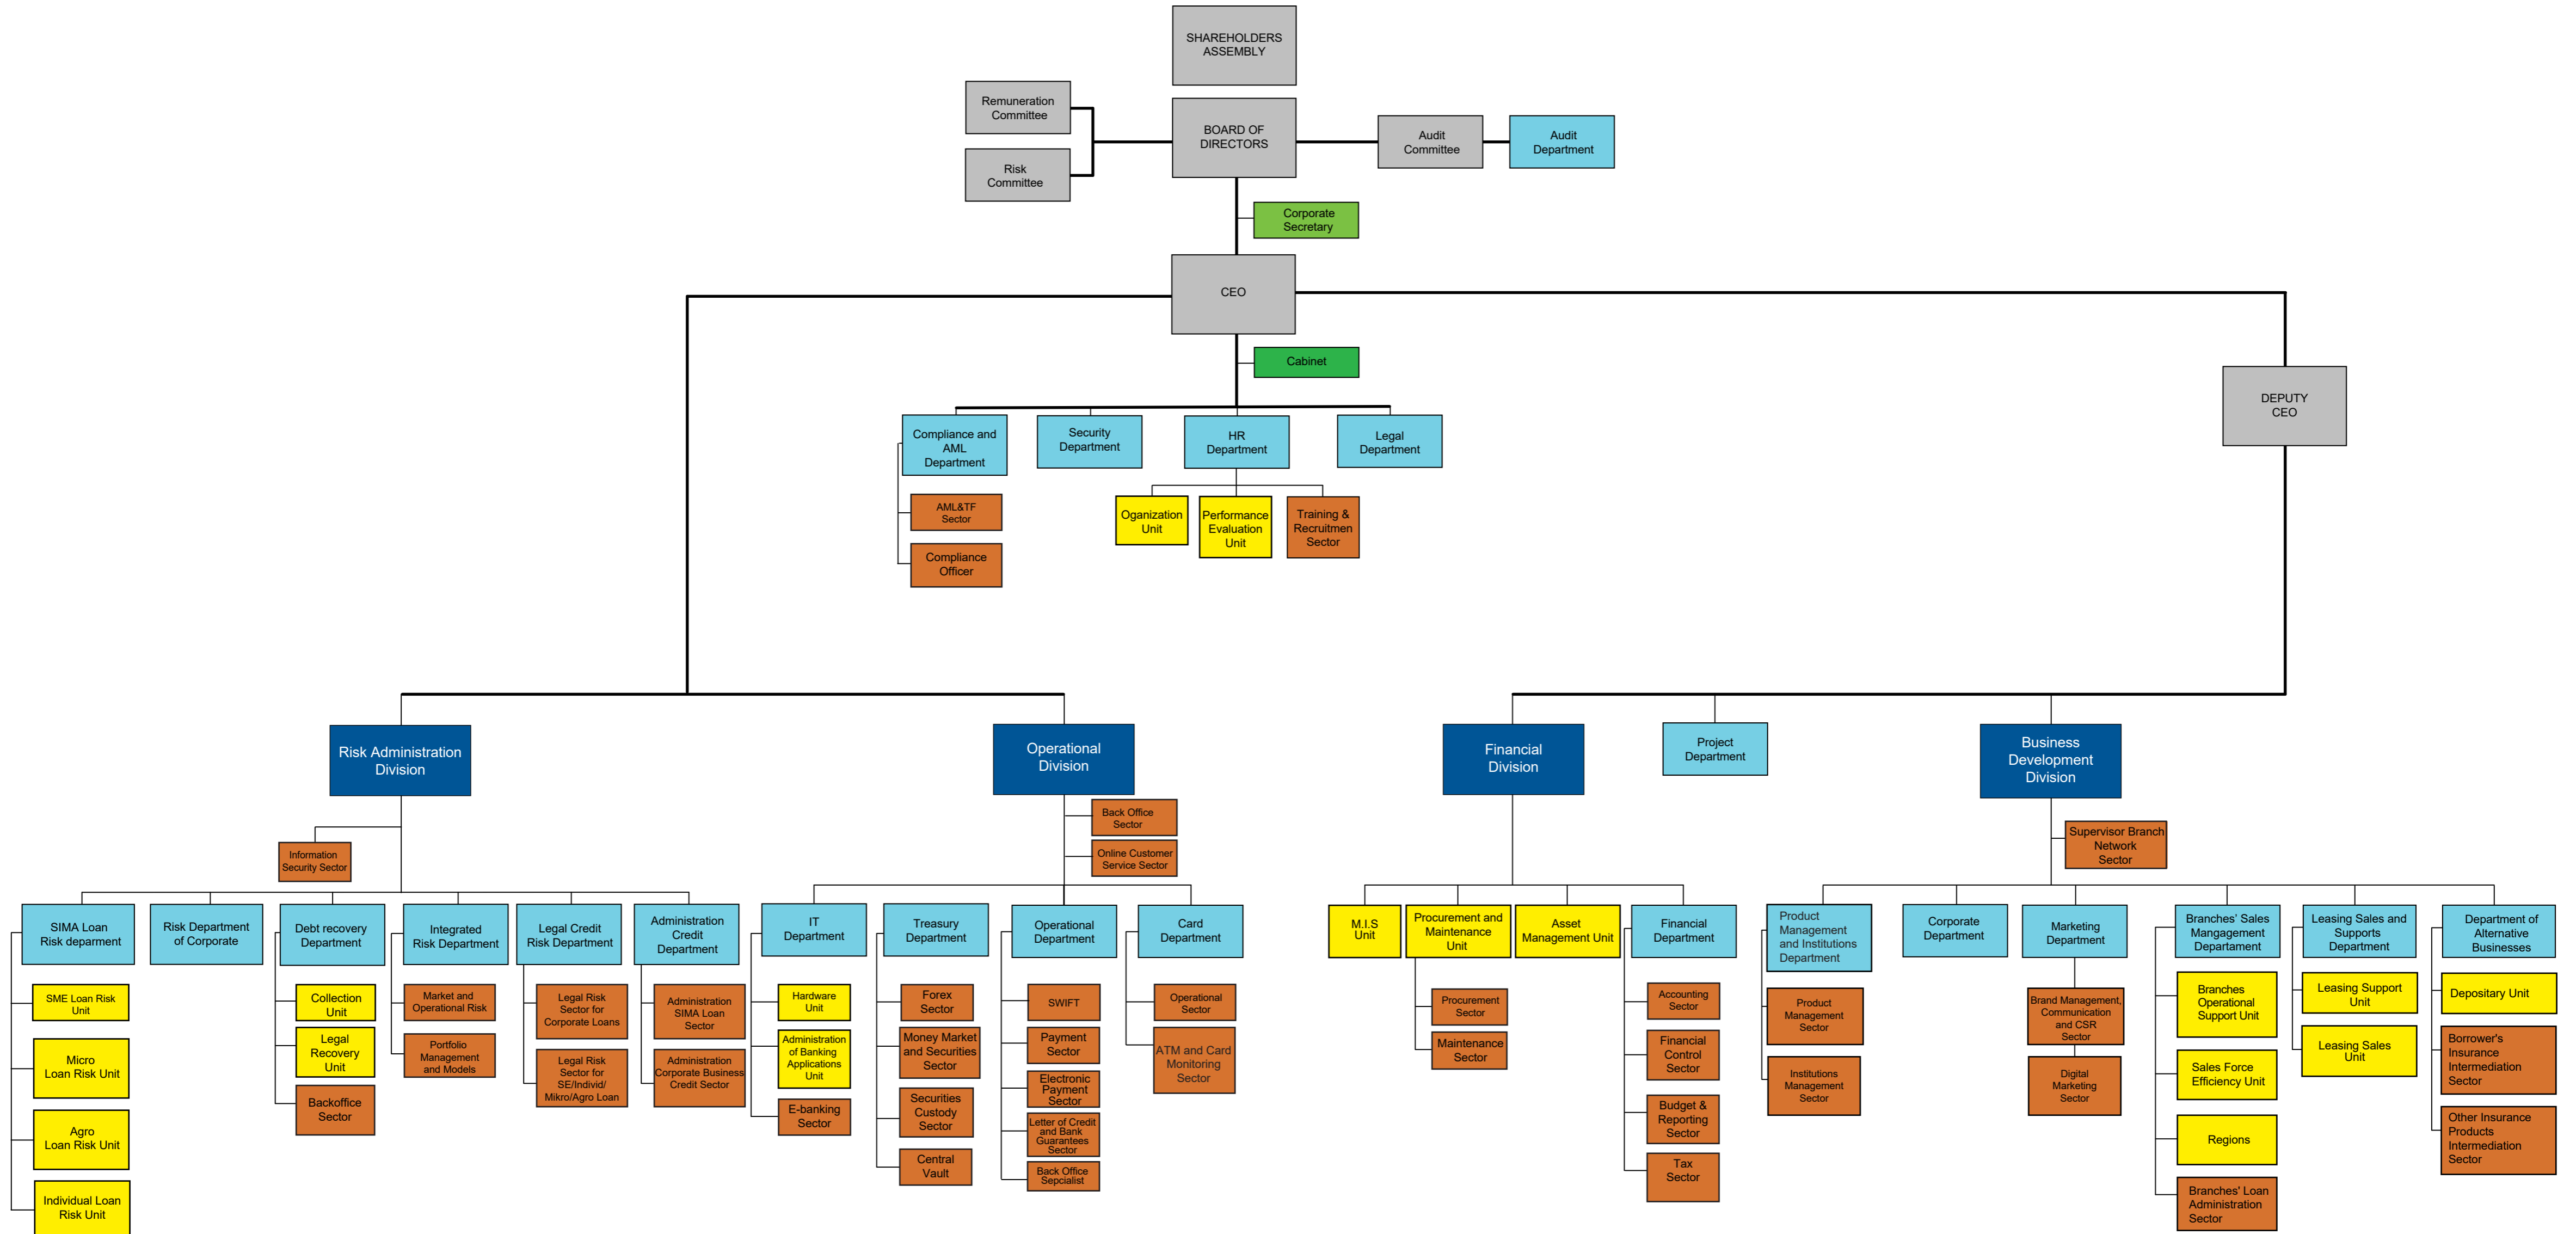 SHAREHOLDERS
ASSEMBLY
Remuneration
Committee
Risk
Committee
BOARD OF
DIRECTORS
Audit
Committee
Audit
Department
Corporate
Secretary
CEO
Cabinet
DEPUTY
CEO
Compliance and
AML
Department
Security
Department
HR
Department
Legal
Department
AML&TF
Sector
Compliance
Officer
Oganization
Unit
Performance
Evaluation
Unit
Training &
Recruitmen
Sector
Risk Administration
Division
Operational
Division
Financial
Division
Project
Department
Business
Development
Division
Information
Security Sector
Back Office
Sector
Online Customer
Service Sector
Supervisor Branch
Network
Sector
SIMA Loan
Risk deparment
Risk Department
of Corporate
Debt recovery
Department
Integrated
Risk Department
Legal Credit
Risk Department
Administration
Credit
Department
IT
Department
Treasury
Department
Operational
Department
Card
Department
M.I.S
Unit
Procurement and
Maintenance
Unit
Asset
Management Unit
Financial
Department
Product
Management
and Institutions
Department
Corporate
Department
Marketing
Department
Branches' Sales
Mangagement
Departament
Leasing Sales and
Supports
Department
Department of
Alternative
Businesses
SME Loan Risk
Unit
Micro
Loan Risk Unit
Agro
Loan Risk Unit
Individual Loan
Risk Unit
Collection
Unit
Legal
Recovery
Unit
Backoffice
Sector
Market and
Operational Risk
Portfolio
Management
and Models
Legal Risk
Sector for
Corporate Loans
Legal Risk
Sector for
SE/Individ/
Mikro/Agro Loan
Administration
SIMA Loan
Sector
Administration
Corporate Business
Credit Sector
Hardware
Unit
Administration
of Banking
Applications
Unit
E-banking
Sector
Forex
Sector
Money Market
and Securities
Sector
Securities
Custody
Sector
Central
Vault
SWIFT
Payment
Sector
Electronic
Payment
Sector
Letter of Credit
and Bank
Guarantees
Sector
Back Office
Sepcialist
Operational
Sector
ATM and Card
Monitoring
Sector
Procurement
Sector
Maintenance
Sector
Accounting
Sector
Financial
Control
Sector
Budget &
Reporting
Sector
Tax
Sector
Product
Management
Sector
Institutions
Management
Sector
Brand Management,
Communication
and CSR
Sector
Digital
Marketing
Sector
Branches
Operational
Support Unit
Sales Force
Efficiency Unit
Regions
Branches' Loan
Administration
Sector
Leasing Support
Unit
Leasing Sales
Unit
Depositary Unit
Borrower's
Insurance
Intermediation
Sector
Other Insurance
Products
Intermediation
Sector